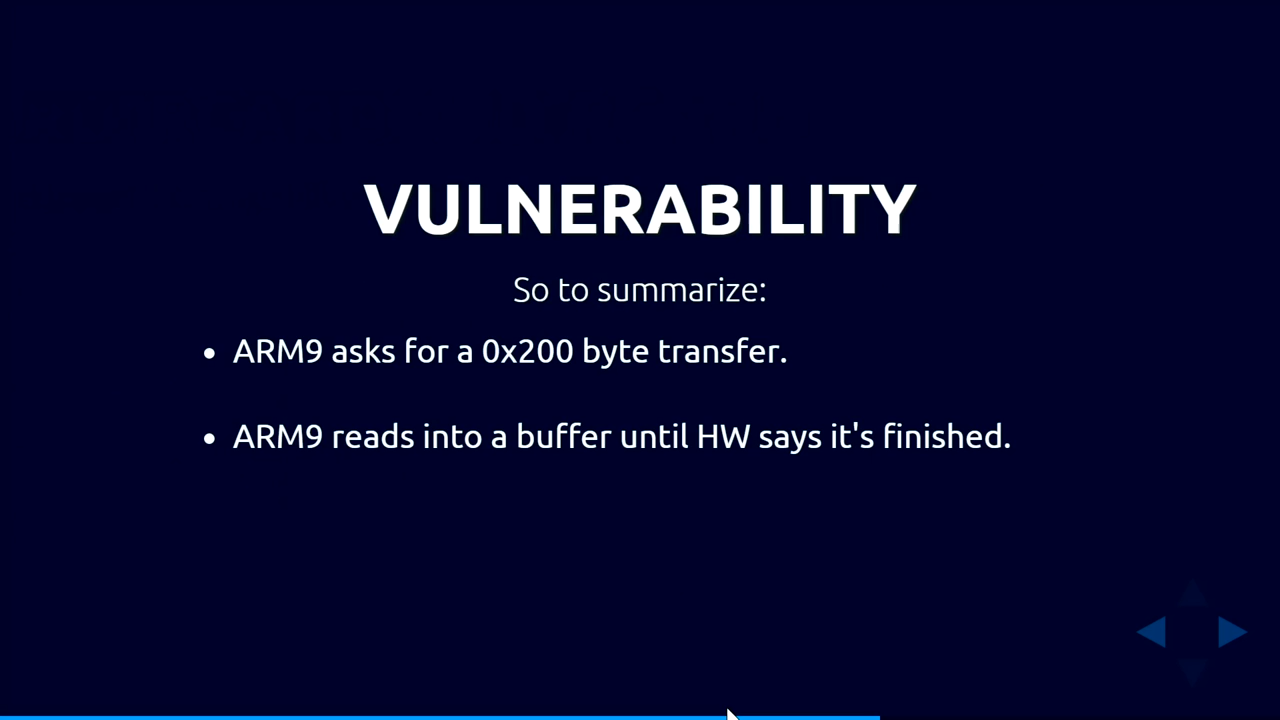 VULNERABILITY
So to summarize:
• ARM9 asks for a 0x200 byte transfer.
• ARM9 reads into a buffer until HW says it's finished.